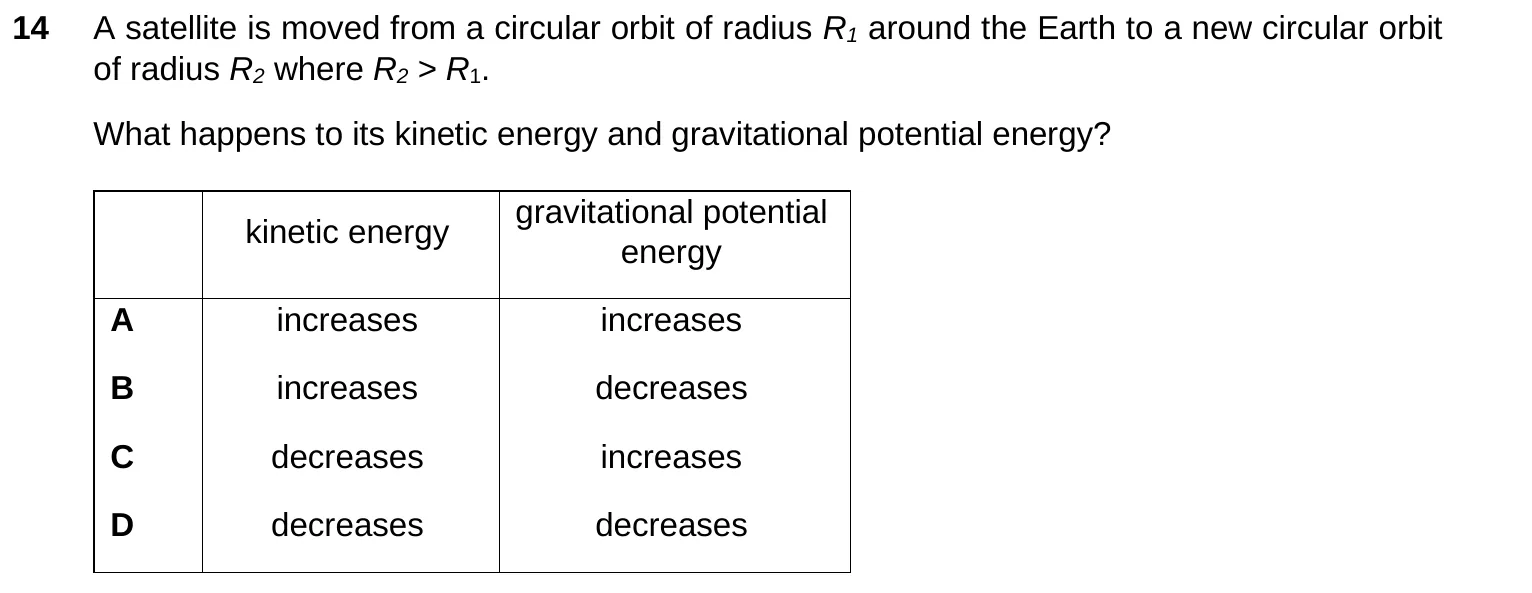 14 A satellite is moved from a circular orbit of radius R1 around the Earth to a new circular orbit
of radius R2 where R2 > R1.
What happens to its kinetic energy and gravitational potential energy?
kinetic energy gravitational potential
energy
A increases increases
B increases decreases
C decreases increases
D decreases decreases